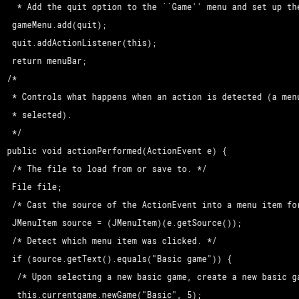 * Add the quit option to the ``Game'' menu and set up the
gameMenu.add(quit);
quit.addActionListener(this);
return menuBar;
/*
* Controls what happens when an action is detected (a menu
* selected).
*/
public void actionPerformed(ActionEvent e) {
/* The file to load from or save to. */
File file;
/* Cast the source of the ActionEvent into a menu item for
JMenuItem source = (JMenuItem)(e.getSource());
/* Detect which menu item was clicked. */
if (source.getText().equals("Basic game")) {
/* Upon selecting a new basic game, create a new basic ga
this.currentgame.newGame("Basic", 5);